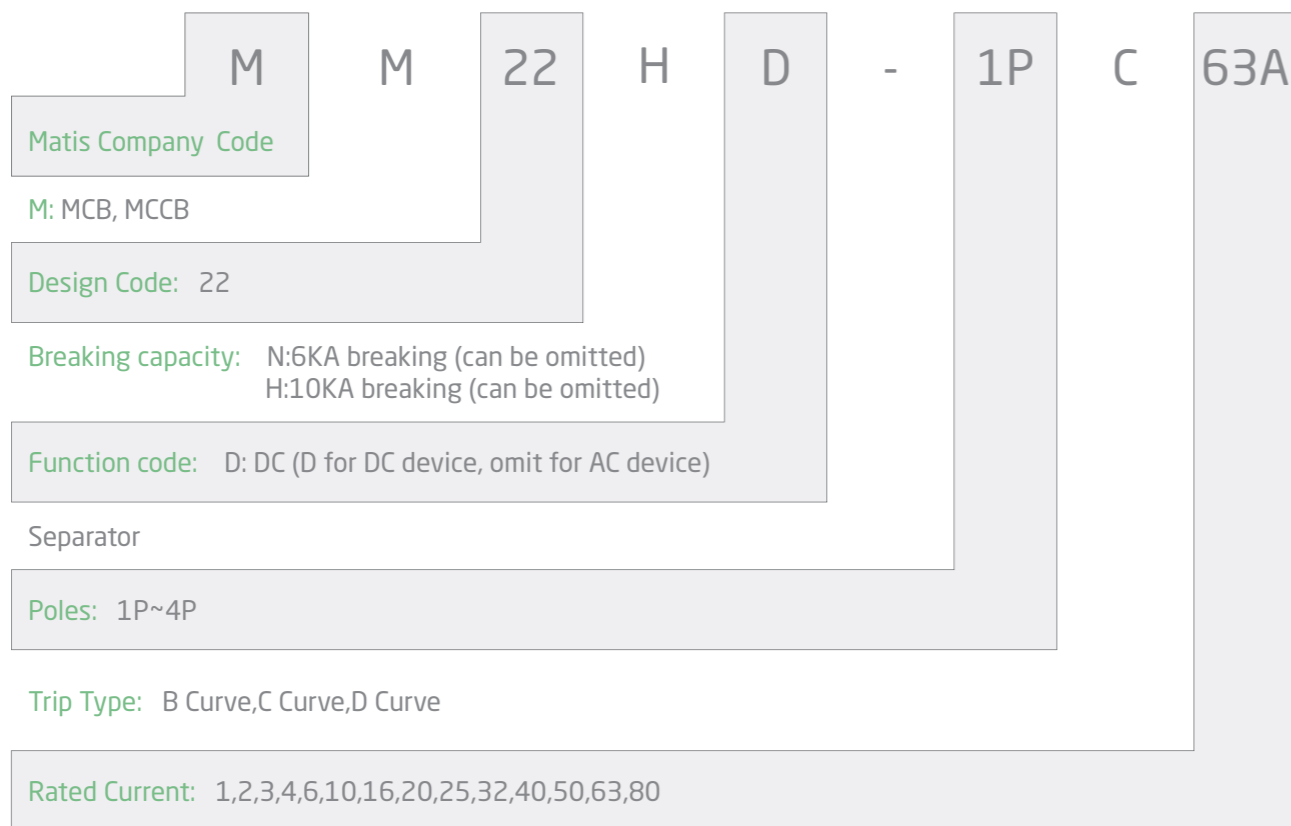 M M 22 H D - 1P C 63A
Matis Company Code
M: MCB, MCCB
Design Code: 22
Breaking capacity: N:6KA breaking (can be omitted)
H:10KA breaking (can be omitted)
Function code: D: DC (D for DC device, omit for AC device)
Separator
Poles: 1P~4P
Trip Type: B Curve,C Curve,D Curve
Rated Current: 1,2,3,4,6,10,16,20,25,32,40,50,63,80